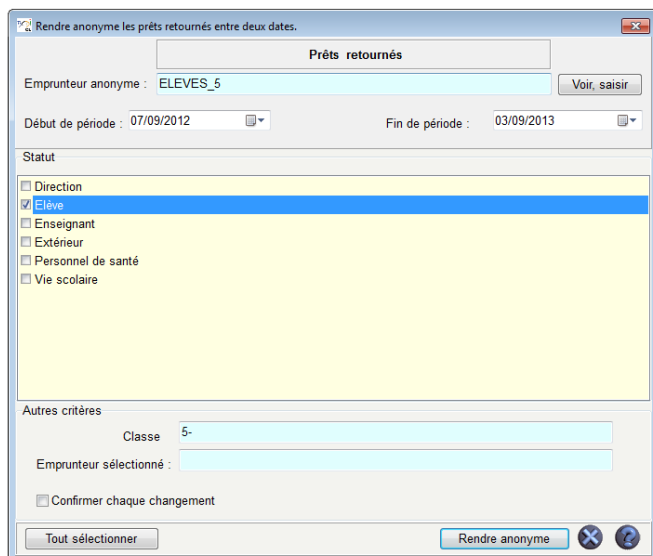 Rendre anonyme les prêts retournés entre deux dates.
Prêts retournés
Emprunteur anonyme : ELEVES_5 Voir, saisir
Début de période : 07/09/2012 Fin de période : 03/09/2013
Statut
Direction
Elève
Enseignant
Extérieur
Personnel de santé
Vie scolaire
Autres critères
Classe 5-
Emprunteur sélectionné :
Confirmer chaque changement
Tout sélectionner Rendre anonyme